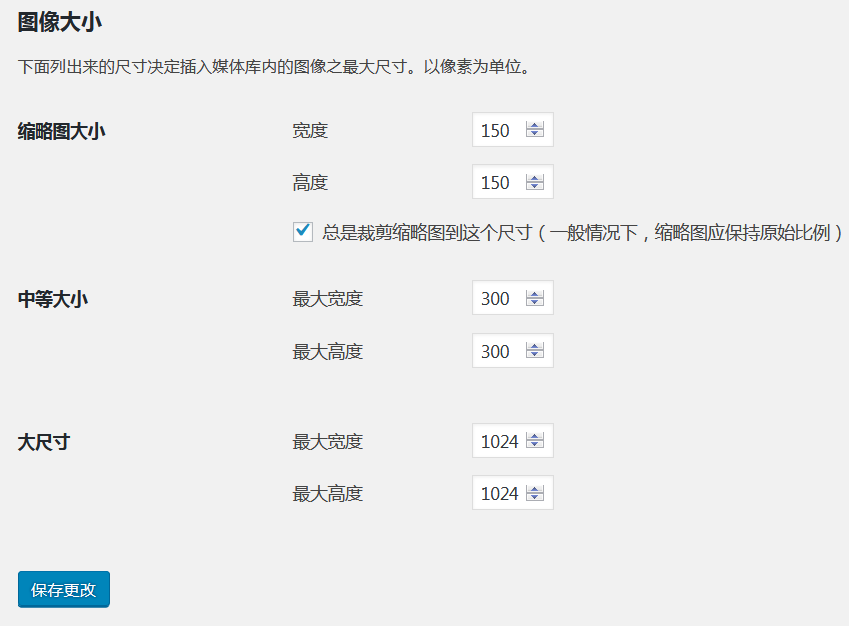 图像大小
下面列出来的尺寸决定插入媒体库内的图像之最大尺寸。以像素为单位。
缩略图大小 宽度 150
高度 150
总是裁剪缩略图到这个尺寸（一般情况下，缩略图应保持原始比例）
中等大小 最大宽度 300
最大高度 300
大尺寸 最大宽度 1024
最大高度 1024
保存更改